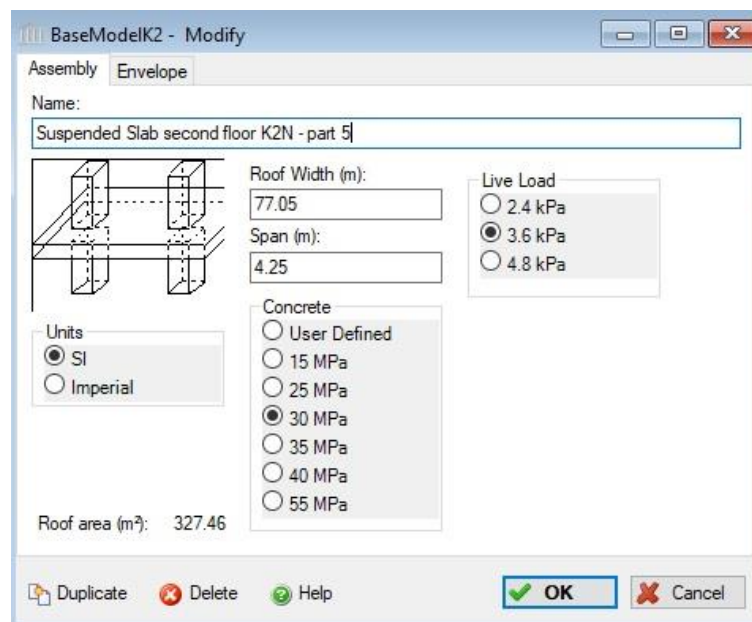 BaseModelK2 - Modify
Assembly Envelope
Name:
Suspended Slab second floor K2N - part 5
Roof Width (m):
77.05
Span (m):
4.25
Live Load
2.4 kPa
3.6 kPa
4.8 kPa
Units
SI
Imperial
Concrete
User Defined
15 MPa
25 MPa
30 MPa
35 MPa
40 MPa
55 MPa
Roof area (m²): 327.46
Duplicate Delete Help OK Cancel